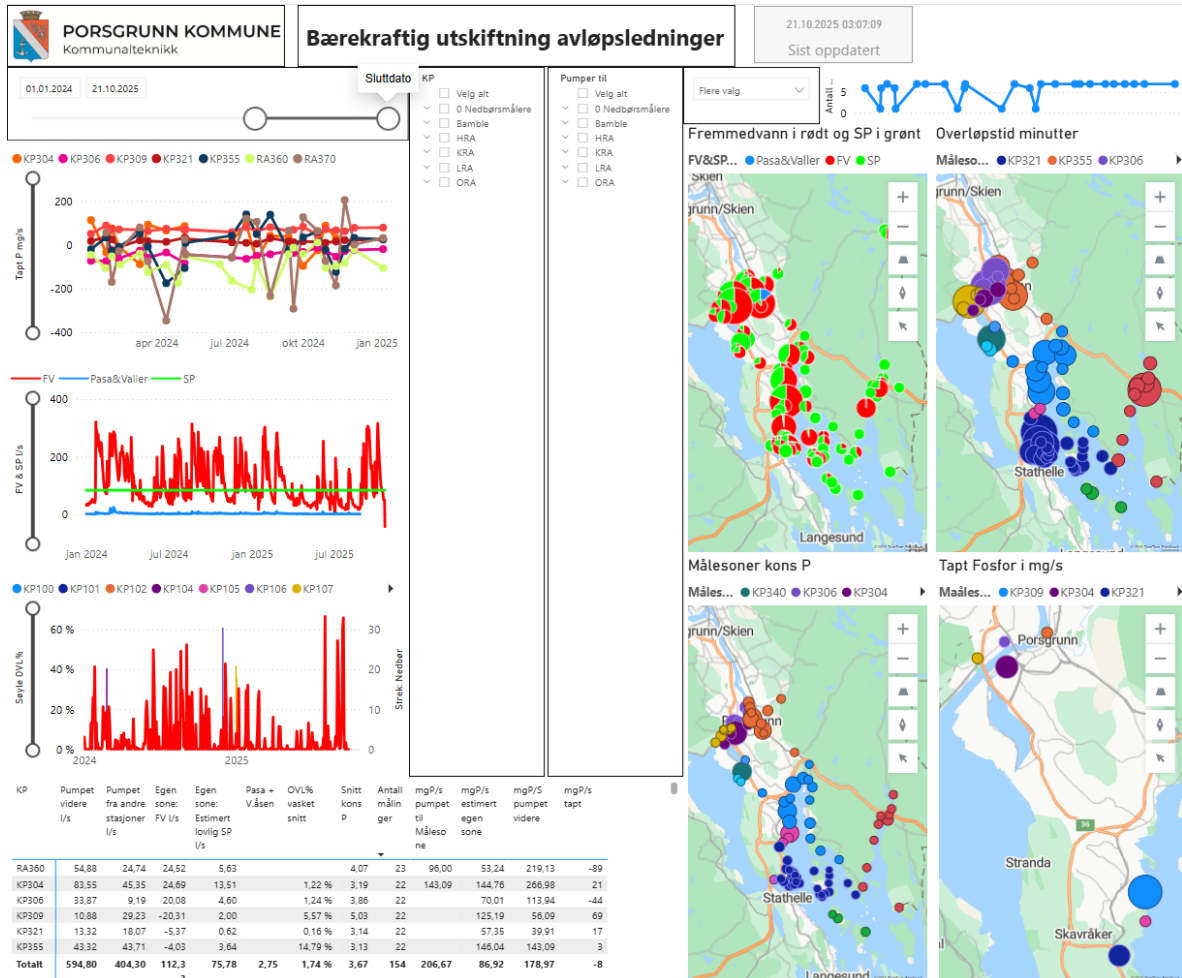 PORSGRUNN KOMMUNE
Kommunalteknikk
Bærekraftig utskiftning avløpsledninger
21.10.2025 03:07:09
Sist oppdatert
Sluttdato
01.01.2024
21.10.2025
KP
Velg alt
0 Nedbørsmålere
Bamble
HRA
KRA
LRA
ORA
Pumper til
Velg alt
0 Nedbørsmålere
Bamble
HRA
KRA
LRA
ORA
Flere valg
Antall ...
5
0
KP304 KP306 KP309 KP321 KP355 RA360 RA370
Tapt P mg/s
200
0
-200
-400
apr 2024 jul 2024 okt 2024 jan 2025
FV Pasa&Valler SP
FV & SP l/s
400
200
0
jan 2024 jul 2024 jan 2025 jul 2025
KP100 KP101 KP102 KP104 KP105 KP106 KP107
Søyle OVL%
60 %
40 %
20 %
0 %
30
20
10
0
Strek: Nedbør
2024 2025
Fremmedvann i rødt og SP i grønt
FV&SP... Pasa&Valler FV SP
Skien
grunn/Skien
Langesund
Overløpstid minutter
Måleso... KP321 KP355 KP306
Skien
grunn/Skien
Stathelle
Langesund
Målesoner kons P
Måles... KP340 KP306 KP304
grunn/Skien
Stathelle
Langesund
Tapt Fosfor i mg/s
Maåles... KP309 KP304 KP321
Porsgrunn
36
Stranda
Skavråker
KP Pumpet videre l/s Pumpet fra andre stasjoner l/s Egen sone: FV l/s Egen sone: Estimert lovlig SP l/s Pasa + V.åsen OVL% vasket snitt Snitt kons P Antall målin ger mgP/s pumpet til Måleso ne mgP/s estimert egen sone mgP/S pumpet videre mgP/s tapt
RA360 54,88 24,74 24,52 5,63 4,07 23 96,00 53,24 219,13 -89
KP304 83,55 45,35 24,69 13,51 1,22 % 3,19 22 143,09 144,76 266,98 21
KP306 33,87 9,19 20,08 4,60 1,24 % 3,86 22 70,01 113,94 -44
KP309 10,88 29,23 -20,31 2,00 5,57 % 5,03 22 125,19 56,09 69
KP321 13,32 18,07 -5,37 0,62 0,16 % 3,14 22 57,35 39,91 17
KP355 43,32 43,71 -4,03 3,64 14,79 % 3,13 22 146,04 143,09 3
Totalt 594,80 404,30 112,3 75,78 2,75 1,74 % 3,67 154 206,67 86,92 178,97 -8